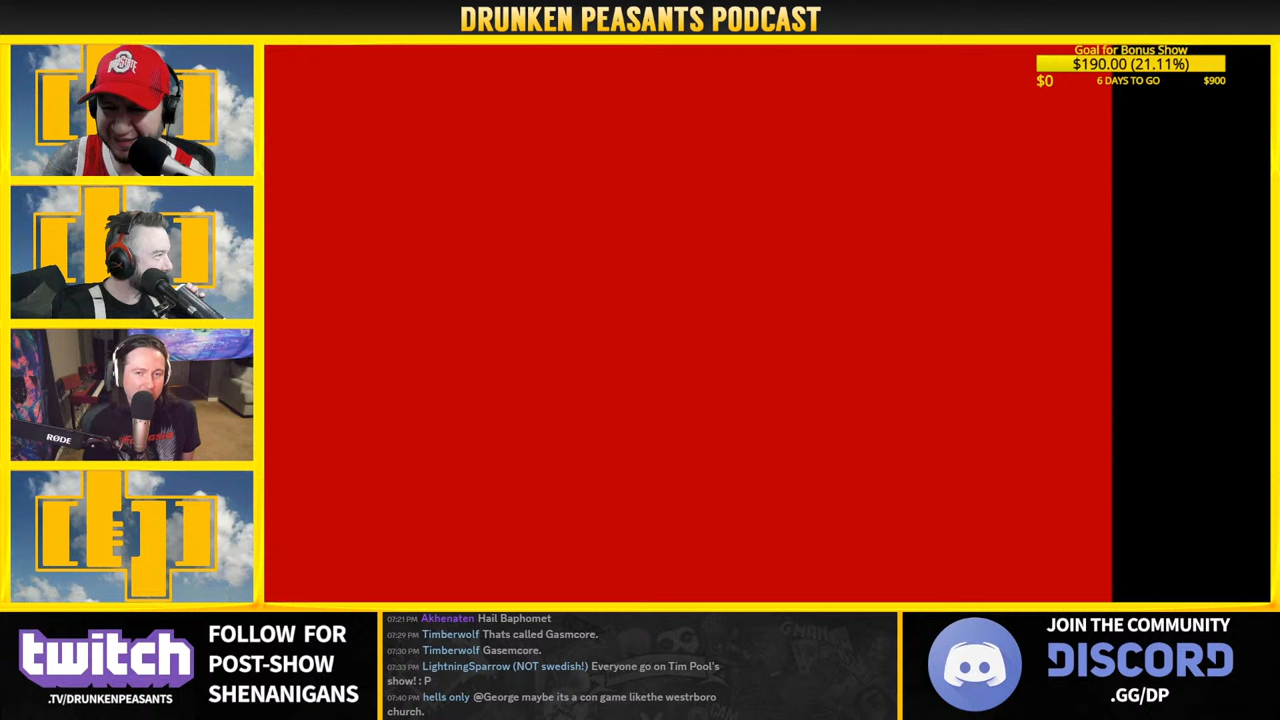 DRUNKEN PEASANTS PODCAST
Goal for Bonus Show
$190.00 (21.11%)
$0 6 DAYS TO GO $900
RØDE
twitch
.TV/DRUNKENPEASANTS
FOLLOW FOR
POST-SHOW
SHENANIGANS
07:21 PM Akhenaten Hail Baphomet
07:29 PM Timberwolf Thats called Gasmcore.
07:30 PM Timberwolf Gasemcore.
07:33 PM LightningSparrow (NOT swedish!) Everyone go on Tim Pool's
show! : P
07:40 PM hells only @George maybe its a con game likethe westrboro
church.
JOIN THE COMMUNITY
DISCORD
.GG/DP